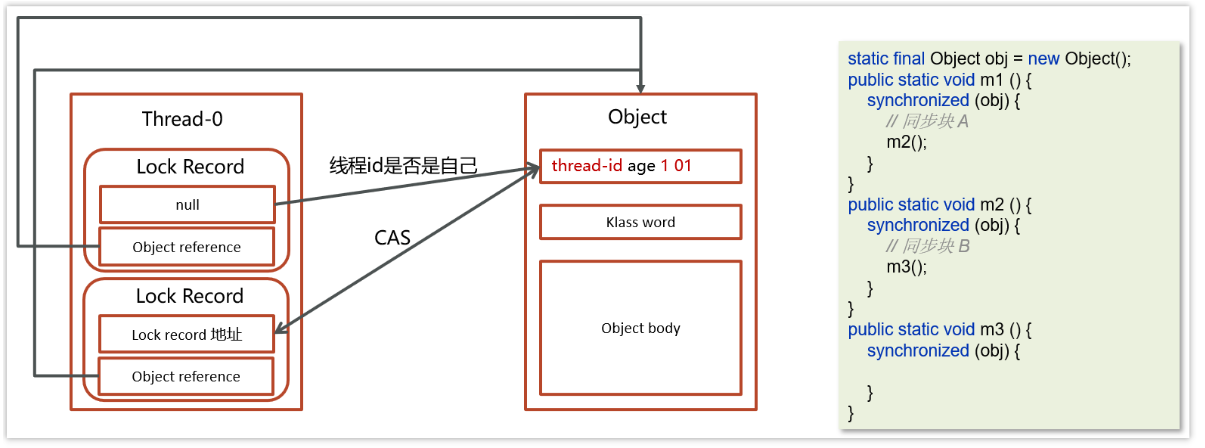 Thread-0
Lock Record
null
Object reference
Lock Record
Lock record 地址
Object reference
线程id是否是自己
CAS
Object
thread-id age 1 01
Klass word
Object body
static final Object obj = new Object();
public static void m1 () {
synchronized (obj) {
// 同步块 A
m2();
}
}
public static void m2 () {
synchronized (obj) {
// 同步块 B
m3();
}
}
public static void m3 () {
synchronized (obj) {
}
}